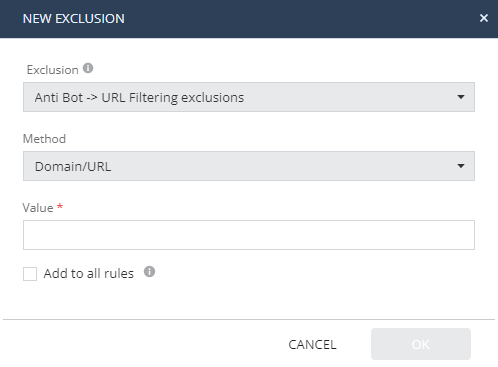 NEW EXCLUSION
Exclusion
Anti Bot -> URL Filtering exclusions
Method
Domain/URL
Value *
Add to all rules
CANCEL
OK